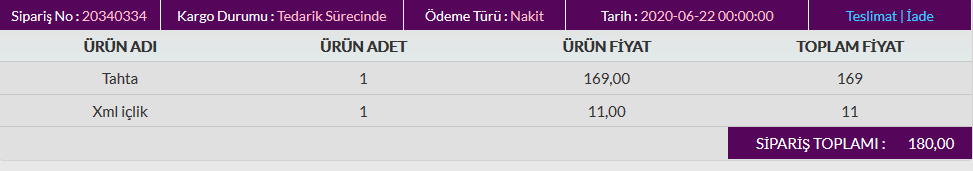 Sipariş No : 20340334 Kargo Durumu : Tedarik Sürecinde Ödeme Türü : Nakit Tarih : 2020-06-22 00:00:00 Teslimat | İade
ÜRÜN ADI ÜRÜN ADET ÜRÜN FİYAT TOPLAM FİYAT
Tahta 1 169,00 169
Xml içlik 1 11,00 11
SİPARİŞ TOPLAMI : 180,00